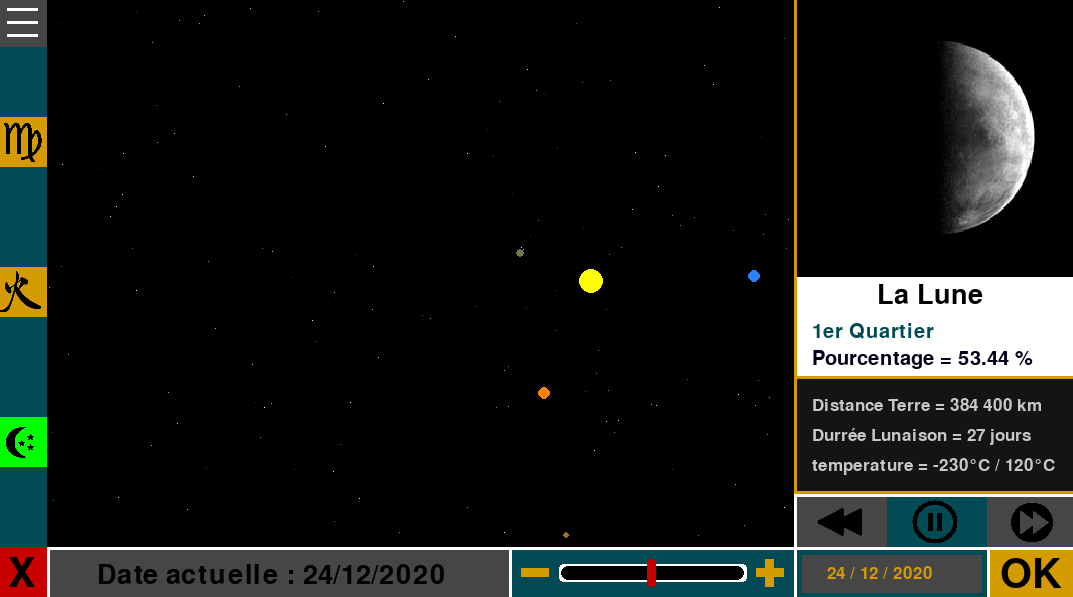 ♍
火
La Lune
1er Quartier
Pourcentage = 53.44 %
Distance Terre = 384 400 km
Durrée Lunaison = 27 jours
temperature = -230°C / 120°C
X
Date actuelle : 24/12/2020
24 / 12 / 2020
OK